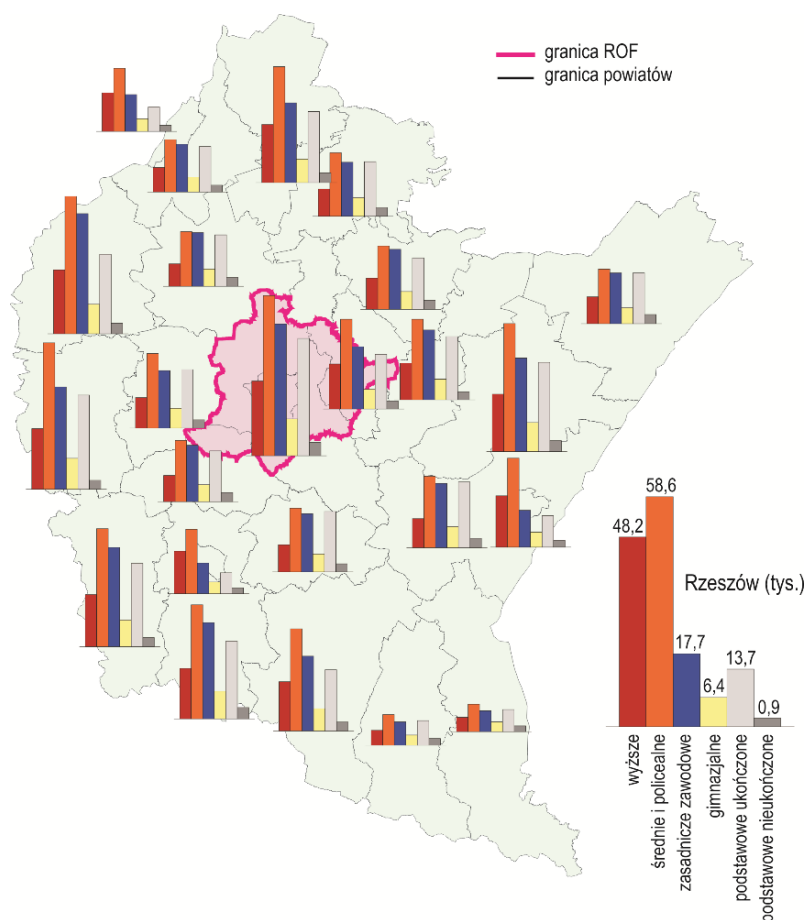 granica ROF
granica powiatów
58,6
48,2
Rzeszów (tys.)
17,7
13,7
6,4
0,9
wyższe
średnie i policealne
zasadnicze zawodowe
gimnazjalne
podstawowe ukończone
podstawowe nieukończone